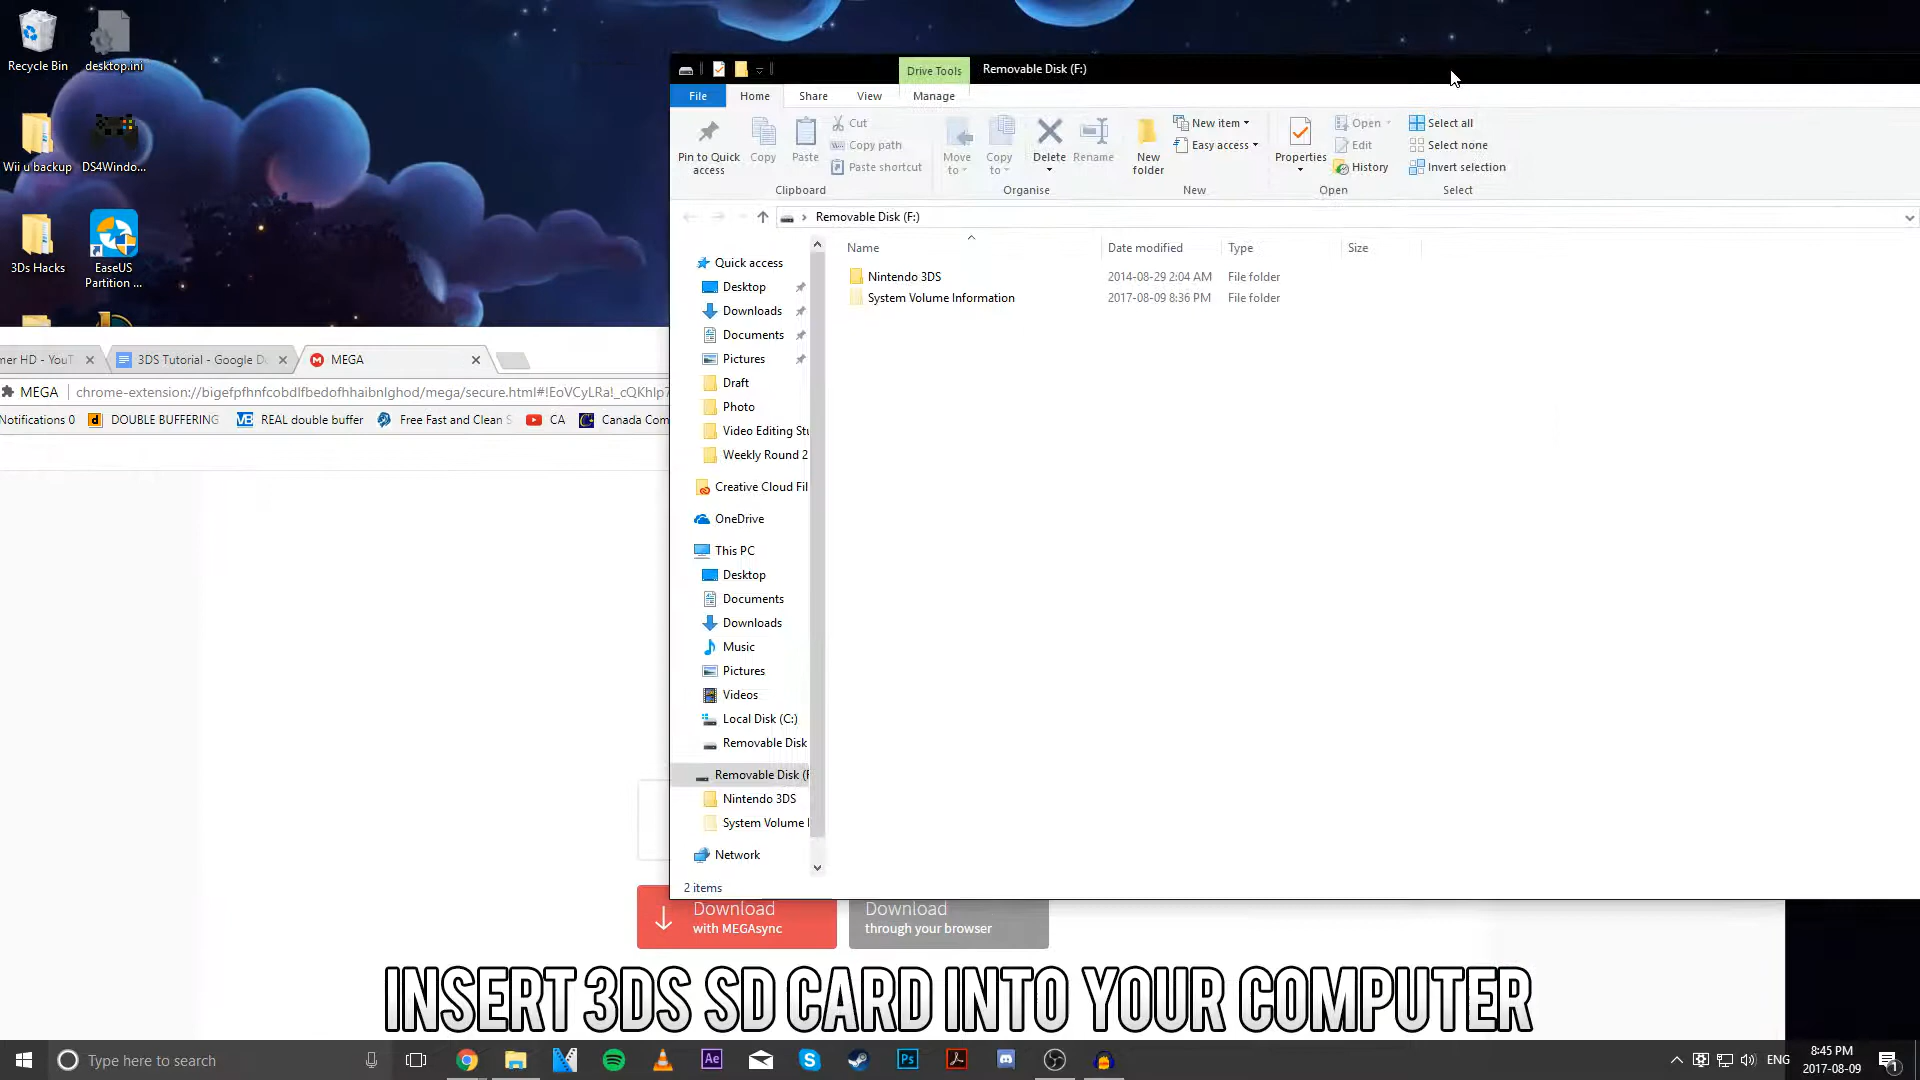 Recycle Bin
desktop.ini
Wii u backup
DS4Windo...
3Ds Hacks
EaseUS
Partition ...
Drive Tools
Removable Disk (F:)
File
Home
Share
View
Manage
Pin to Quick
access
Copy
Paste
Cut
Copy path
Paste shortcut
Clipboard
Move
to
Copy
to
Delete
Rename
Organise
New
folder
New item
Easy access
New
Properties
Open
Edit
History
Open
Select all
Select none
Invert selection
Select
Removable Disk (F:)
Name
Date modified
Type
Size
Nintendo 3DS
2014-08-29 2:04 AM
File folder
System Volume Information
2017-08-09 8:36 PM
File folder
Quick access
Desktop
Downloads
Documents
Pictures
Draft
Photo
Video Editing Stu
Weekly Round 2
Creative Cloud Fil
OneDrive
This PC
Desktop
Documents
Downloads
Music
Pictures
Videos
Local Disk (C:)
Removable Disk
Removable Disk (F
Nintendo 3DS
System Volume I
Network
2 items
mer HD - YouT
3DS Tutorial - Google D
MEGA
MEGA
chrome-extension://bigefpfhnfcobdlfbedofhhaibnlghod/mega/secure.html#!EoVCyLRa!_cQKhIp7
Notifications 0
DOUBLE BUFFERING
REAL double buffer
Free Fast and Clean S
CA
Canada Com
Download
with MEGAsync
Download
through your browser
INSERT 3DS SD CARD INTO YOUR COMPUTER
Type here to search
Ae
Ps
ENG
8:45 PM
2017-08-09
1